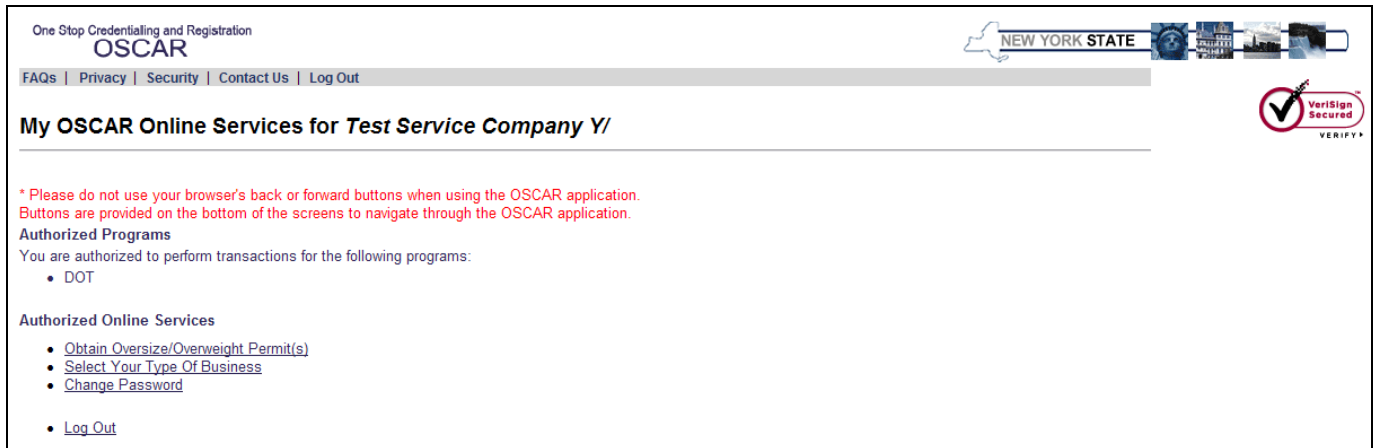 One Stop Credentialing and Registration
OSCAR
NEW YORK STATE
FAQs | Privacy | Security | Contact Us | Log Out
VeriSign
Secured
VERIFY
My OSCAR Online Services for Test Service Company Y/
* Please do not use your browser's back or forward buttons when using the OSCAR application.
Buttons are provided on the bottom of the screens to navigate through the OSCAR application.
Authorized Programs
You are authorized to perform transactions for the following programs:
• DOT
Authorized Online Services
• Obtain Oversize/Overweight Permit(s)
• Select Your Type Of Business
• Change Password
• Log Out